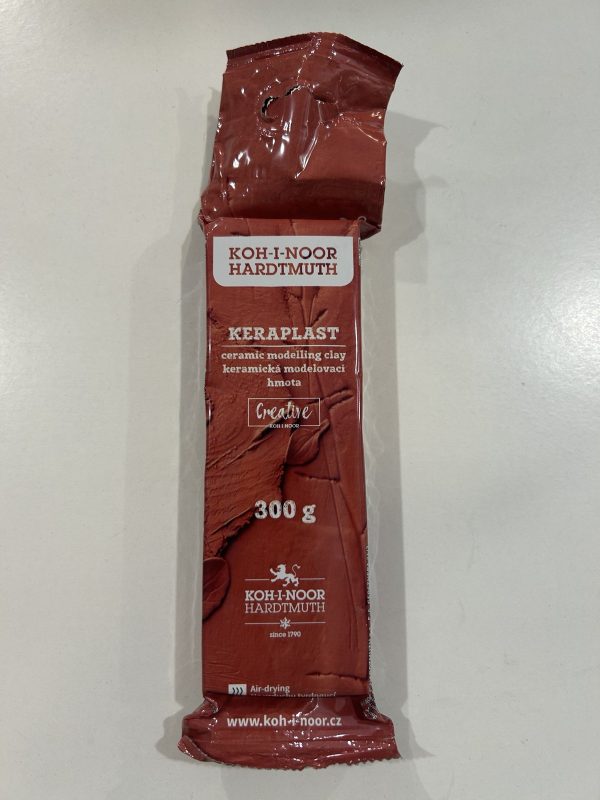 KOH-I-NOOR
HARDTMUTH
KERAPLAST
ceramic modelling clay
keramická modelovací
hmota
Creative
KOH I NOOR
300 g
KOH-I-NOOR
HARDTMUTH
since 1790
Air-drying
www.koh-i-noor.cz